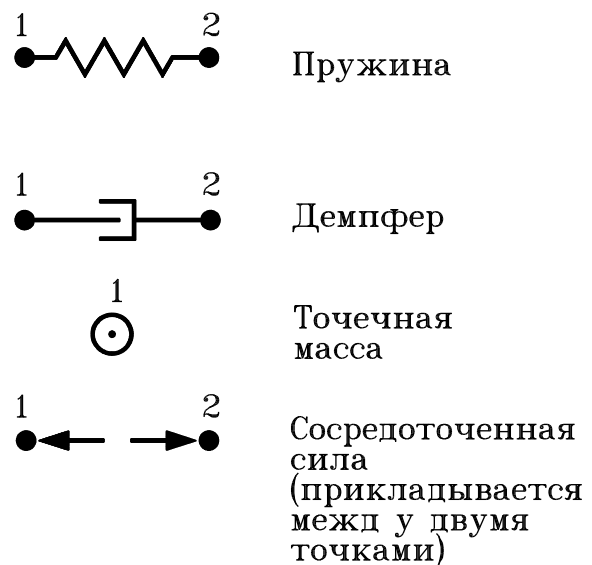 1 2
Пружина
1 2
Демпфер
1
Точечная
масса
1 2
Сосредоточенная
сила
(прикладывается
межд у двумя
точками)